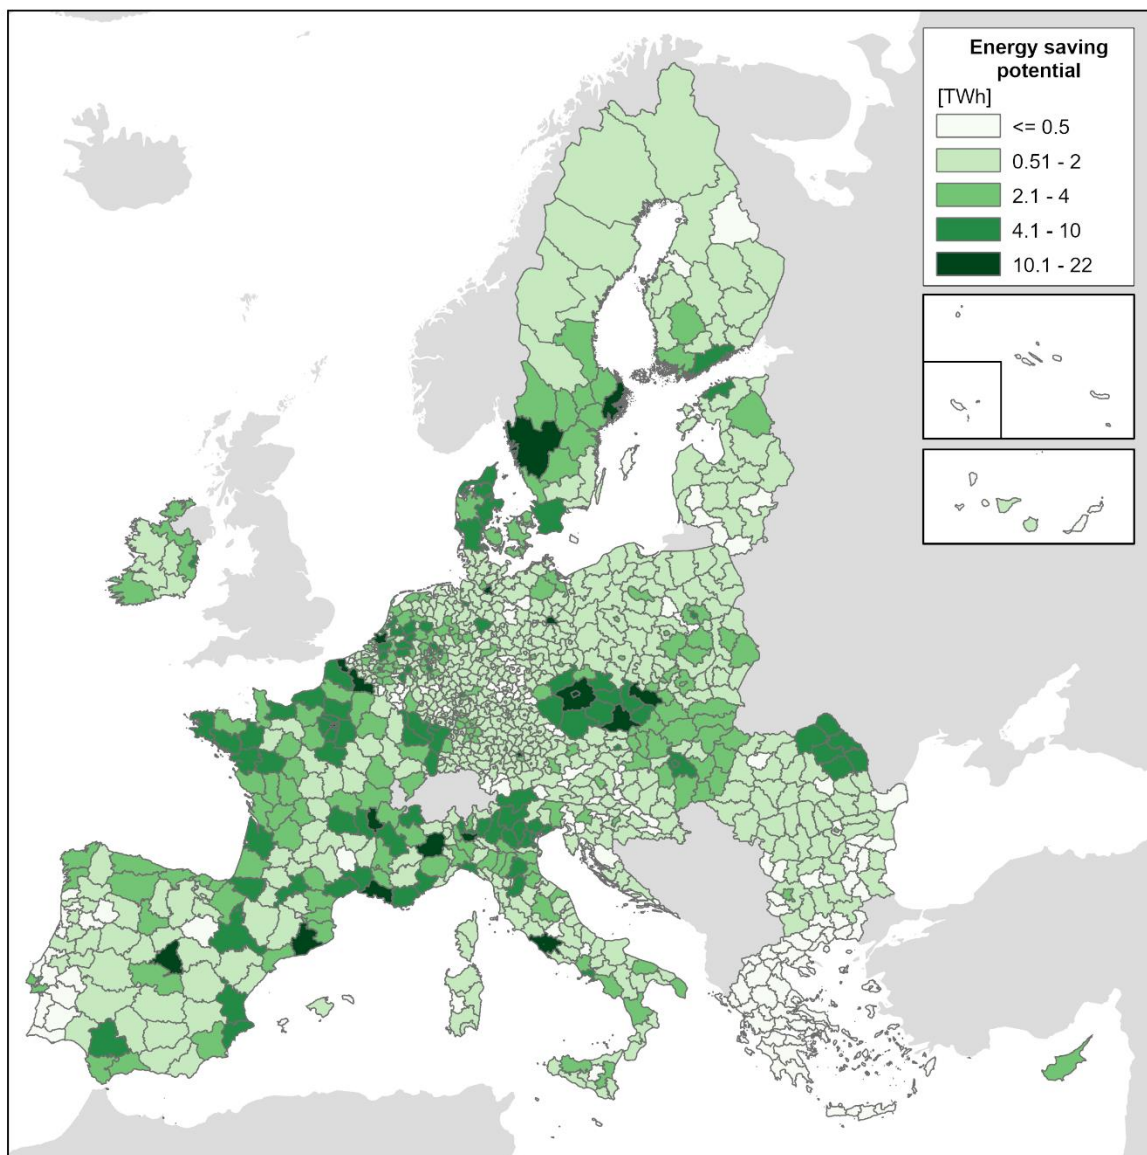 Energy saving
potential
[TWh]
<= 0.5
0.51 - 2
2.1 - 4
4.1 - 10
10.1 - 22